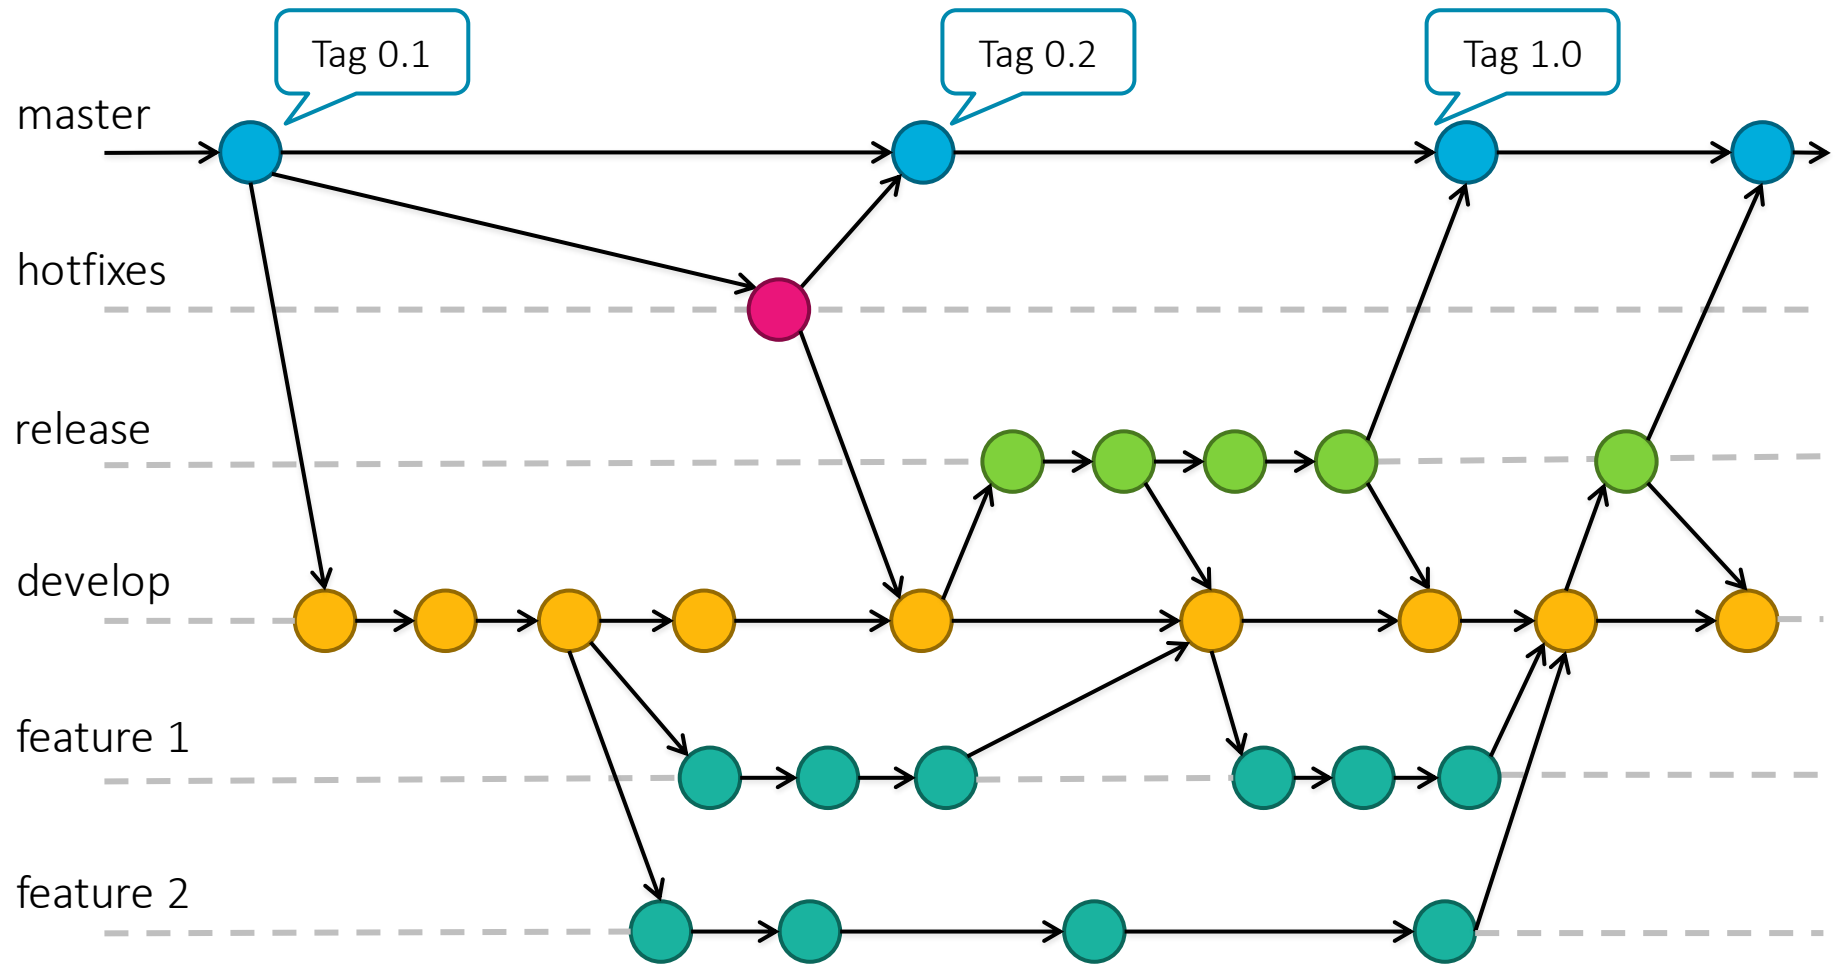 Tag 0.1
Tag 0.2
Tag 1.0
master
hotfixes
release
develop
feature 1
feature 2